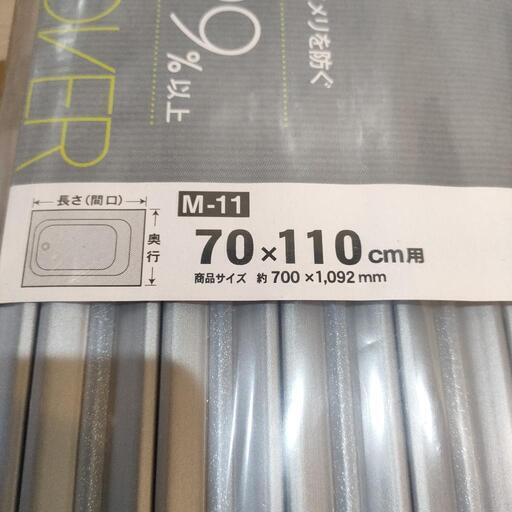 OVER
99
%以上
メリを防ぐ
長さ(間口)
奥行
M-11
70×110cm用
商品サイズ 約700×1,092mm